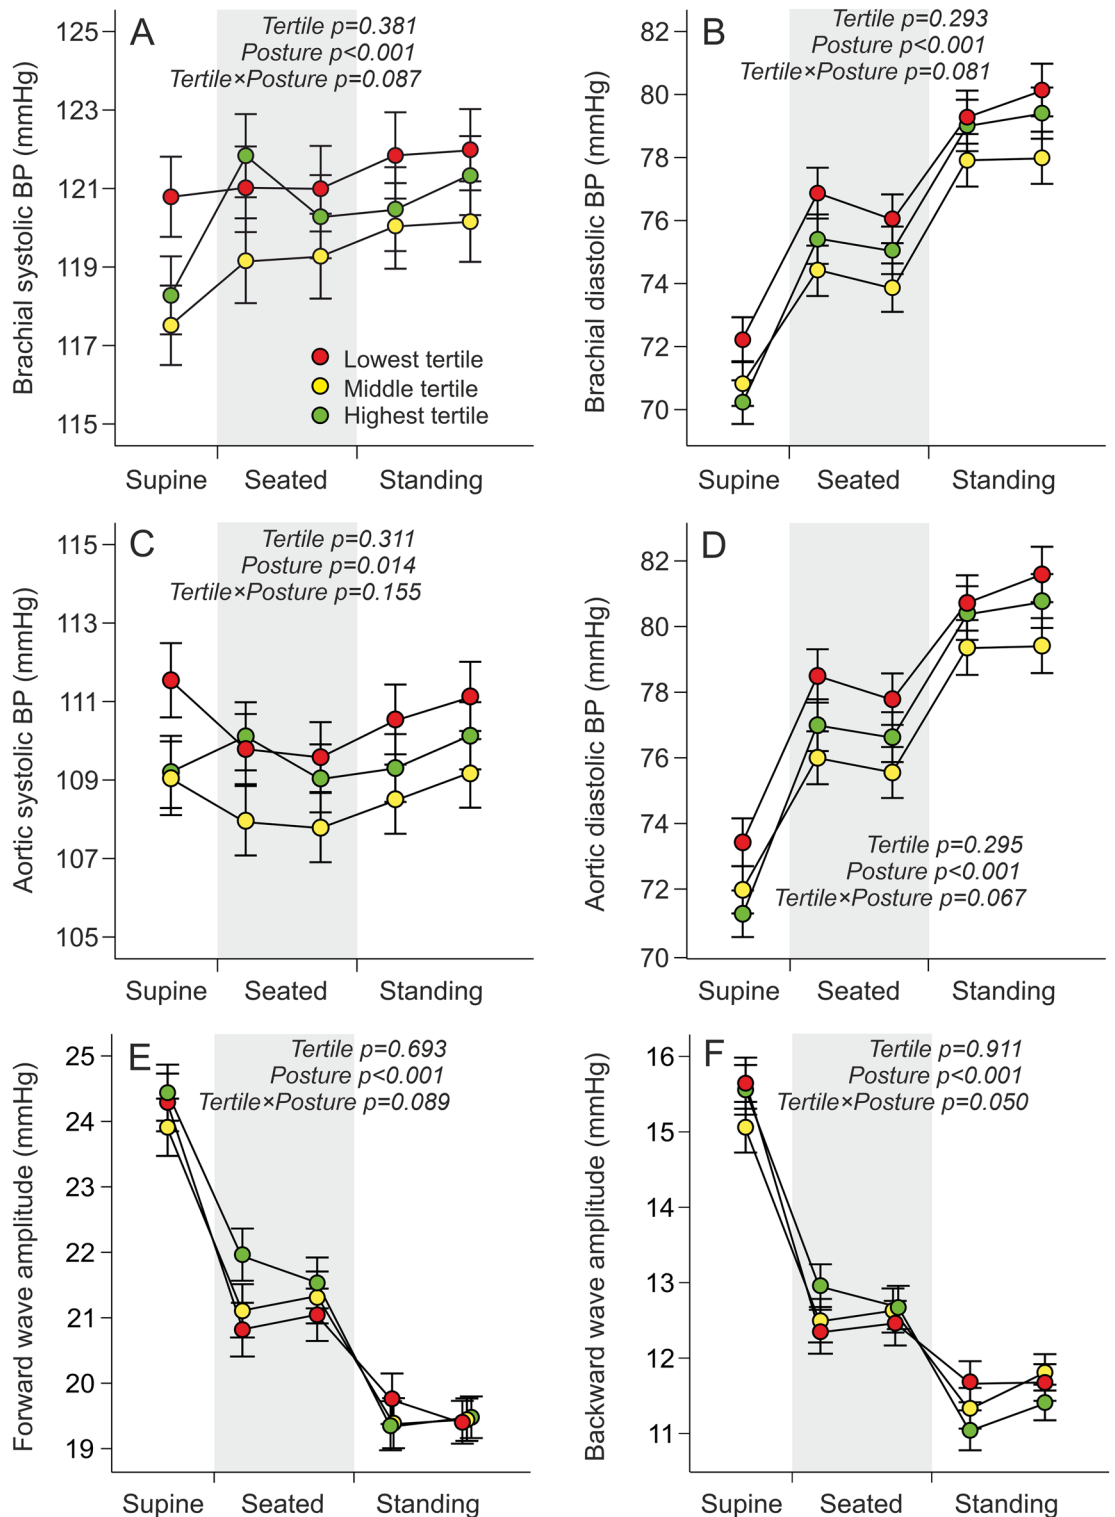 A
Tertile p=0.381
Posture p<0.001
Tertile×Posture p=0.087
Brachial systolic BP (mmHg)
125
123
121
119
117
115
Lowest tertile
Middle tertile
Highest tertile
Supine Seated Standing
B
Tertile p=0.293
Posture p<0.001
Tertile×Posture p=0.081
Brachial diastolic BP (mmHg)
82
80
78
76
74
72
70
Supine Seated Standing
C
Tertile p=0.311
Posture p=0.014
Tertile×Posture p=0.155
Aortic systolic BP (mmHg)
115
113
111
109
107
105
Supine Seated Standing
D
Aortic diastolic BP (mmHg)
82
80
78
76
74
72
70
Tertile p=0.295
Posture p<0.001
Tertile×Posture p=0.067
Supine Seated Standing
E
Tertile p=0.693
Posture p<0.001
Tertile×Posture p=0.089
Forward wave amplitude (mmHg)
25
24
23
22
21
20
19
Supine Seated Standing
F
Tertile p=0.911
Posture p<0.001
Tertile×Posture p=0.050
Backward wave amplitude (mmHg)
16
15
14
13
12
11
Supine Seated Standing